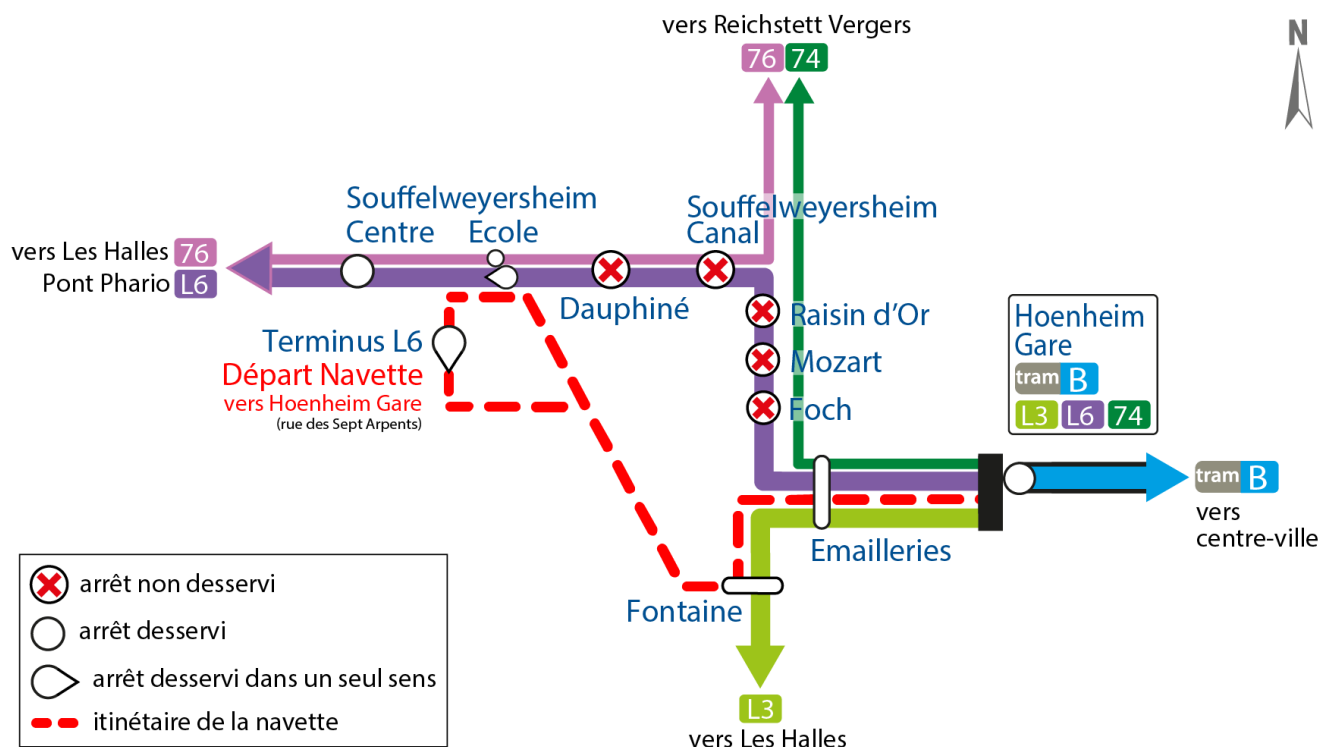 vers Reichstett Vergers
76 74
N
Souffelweyersheim
Centre Ecole
Souffelweyersheim
Canal
vers Les Halles 76
Pont Phario L6
Dauphiné
Raisin d'Or
Mozart
Foch
Terminus L6
Départ Navette
vers Hoenheim Gare
(rue des Sept Arpents)
Hoenheim
Gare
tram B
L3 L6 74
tram B
vers
centre-ville
Emailleries
Fontaine
L3
vers Les Halles
arrêt non desservi
arrêt desservi
arrêt desservi dans un seul sens
itinétaire de la navette